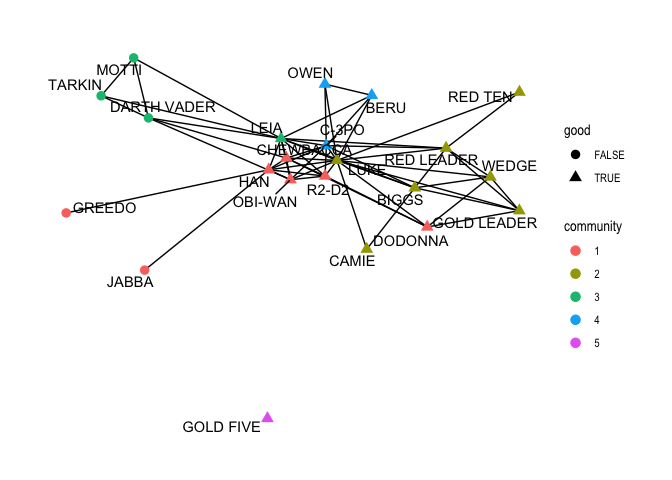 MOTTI
TARKIN
DARTH VADER
OWEN
BERU
RED TEN
LEIA
C-3PO
CHEWBACCA
LUKE
RED LEADER
WEDGE
HAN
R2-D2
OBI-WAN
BIGGS
GREEDO
GOLD LEADER
DODONNA
CAMIE
JABBA
GOLD FIVE
good
FALSE
TRUE
community
1
2
3
4
5